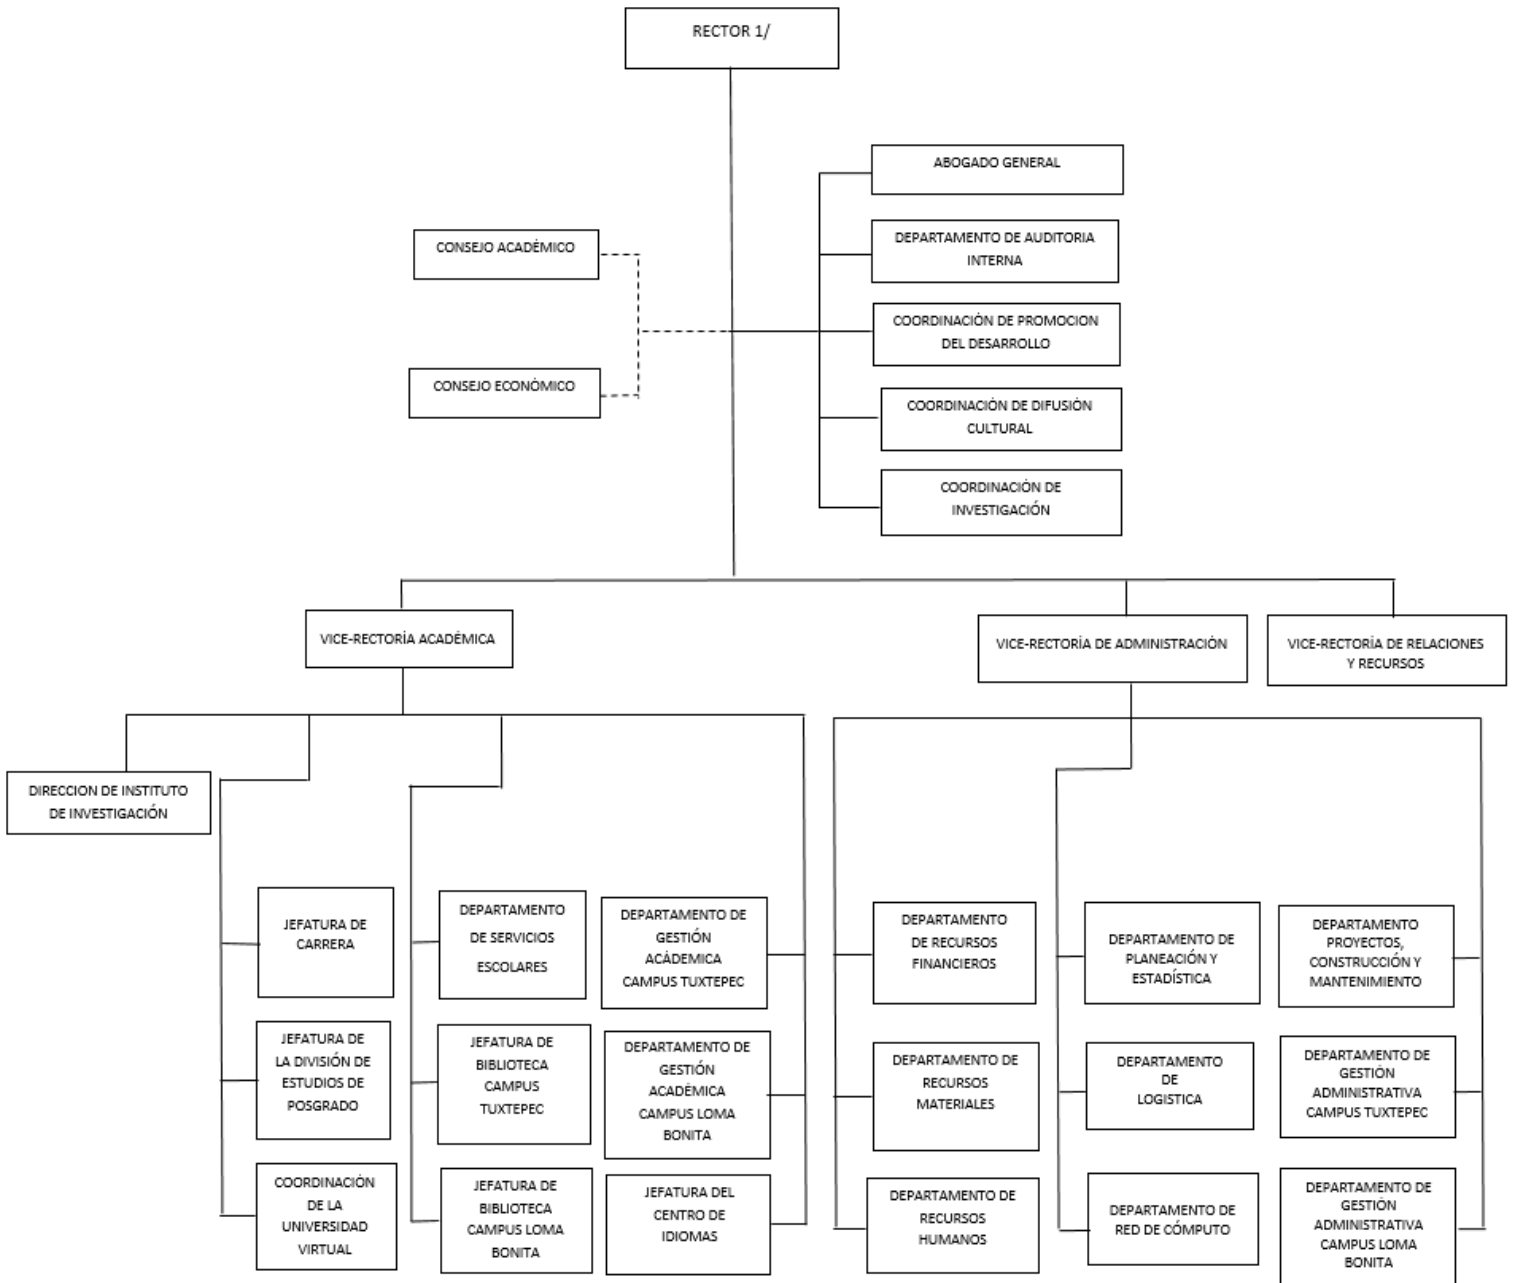 RECTOR 1/
ABOGADO GENERAL
DEPARTAMENTO DE AUDITORIA
INTERNA
CONSEJO ACADÉMICO
COORDINACIÓN DE PROMOCION
DEL DESARROLLO
CONSEJO ECONÓMICO
COORDINACIÓN DE DIFUSIÓN
CULTURAL
COORDINACIÓN DE
INVESTIGACIÓN
VICE-RECTORÍA ACADÉMICA
VICE-RECTORÍA DE ADMINISTRACIÓN
VICE-RECTORÍA DE RELACIONES
Y RECURSOS
DIRECCION DE INSTITUTO
DE INVESTIGACIÓN
JEFATURA DE
CARRERA
DEPARTAMENTO
DE SERVICIOS
ESCOLARES
DEPARTAMENTO DE
GESTIÓN
ACÁDEMICA
CAMPUS TUXTEPEC
DEPARTAMENTO
DE RECURSOS
FINANCIEROS
DEPARTAMENTO DE
PLANEACIÓN Y
ESTADÍSTICA
DEPARTAMENTO
PROYECTOS,
CONSTRUCCIÓN Y
MANTENIMIENTO
JEFATURA DE
LA DIVISIÓN DE
ESTUDIOS DE
POSGRADO
JEFATURA DE
BIBLIOTECA
CAMPUS
TUXTEPEC
DEPARTAMENTO DE
GESTIÓN
ACADÉMICA
CAMPUS LOMA
BONITA
DEPARTAMENTO DE
RECURSOS
MATERIALES
DEPARTAMENTO
DE
LOGISTICA
DEPARTAMENTO DE
GESTIÓN
ADMINISTRATIVA
CAMPUS TUXTEPEC
COORDINACIÓN
DE LA
UNIVERSIDAD
VIRTUAL
JEFATURA DE
BIBLIOTECA
CAMPUS LOMA
BONITA
JEFATURA DEL
CENTRO DE
IDIOMAS
DEPARTAMENTO DE
RECURSOS
HUMANOS
DEPARTAMENTO DE
RED DE CÓMPUTO
DEPARTAMENTO DE
GESTIÓN
ADMINISTRATIVA
CAMPUS LOMA
BONITA